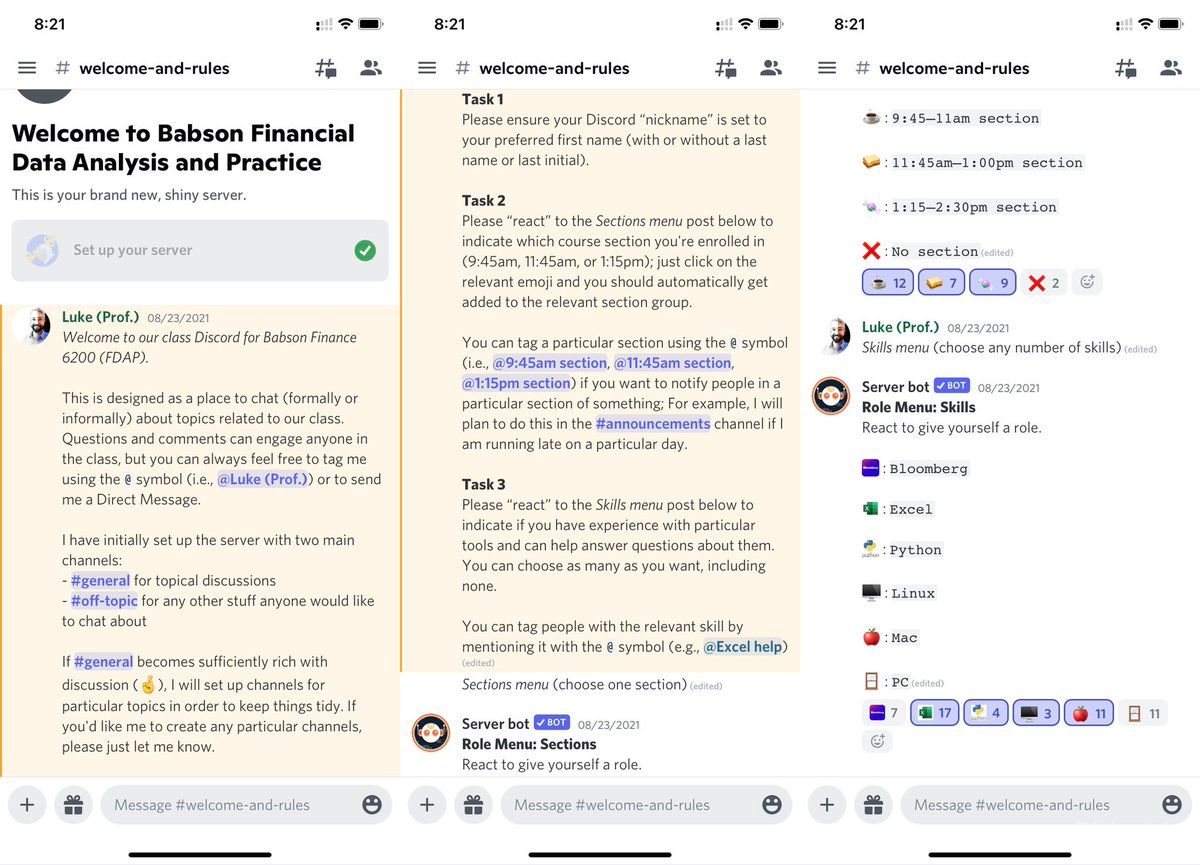 8:21
# welcome-and-rules
Welcome to Babson Financial
Data Analysis and Practice
This is your brand new, shiny server.
Set up your server
Luke (Prof.) 08/23/2021
Welcome to our class Discord for Babson Finance
6200 (FDAP).
This is designed as a place to chat (formally or
informally) about topics related to our class.
Questions and comments can engage anyone in
the class, but you can always feel free to tag me
using the @ symbol (i.e., @Luke (Prof.)) or to send
me a Direct Message.
I have initially set up the server with two main
channels:
- #general for topical discussions
- #off-topic for any other stuff anyone would like
to chat about
If #general becomes sufficiently rich with
discussion (🤞), I will set up channels for
particular topics in order to keep things tidy. If
you'd like me to create any particular channels,
please just let me know.
Message #welcome-and-rules
8:21
# welcome-and-rules
Task 1
Please ensure your Discord “nickname” is set to
your preferred first name (with or without a last
name or last initial).
Task 2
Please “react” to the Sections menu post below to
indicate which course section you're enrolled in
(9:45am, 11:45am, or 1:15pm); just click on the
relevant emoji and you should automatically get
added to the relevant section group.
You can tag a particular section using the @ symbol
(i.e., @9:45am section, @11:45am section,
@1:15pm section) if you want to notify people in a
particular section of something; For example, I will
plan to do this in the #announcements channel if I
am running late on a particular day.
Task 3
Please “react” to the Skills menu post below to
indicate if you have experience with particular
tools and can help answer questions about them.
You can choose as many as you want, including
none.
You can tag people with the relevant skill by
mentioning it with the @ symbol (e.g., @Excel help)
(edited)
Sections menu (choose one section) (edited)
Server bot ✓BOT 08/23/2021
Role Menu: Sections
React to give yourself a role.
Message #welcome-and-rules
8:21
# welcome-and-rules
☕ : 9:45–11am section
🥪 : 11:45am–1:00pm section
🍬 : 1:15–2:30pm section
❌ : No section (edited)
☕ 12 🥪 7 🍬 9 ❌ 2
Luke (Prof.) 08/23/2021
Skills menu (choose any number of skills) (edited)
Server bot ✓BOT 08/23/2021
Role Menu: Skills
React to give yourself a role.
: Bloomberg
: Excel
python : Python
🖥️ : Linux
🍎 : Mac
🪟 : PC (edited)
7 17 4 3 11 11
Message #welcome-and-rules